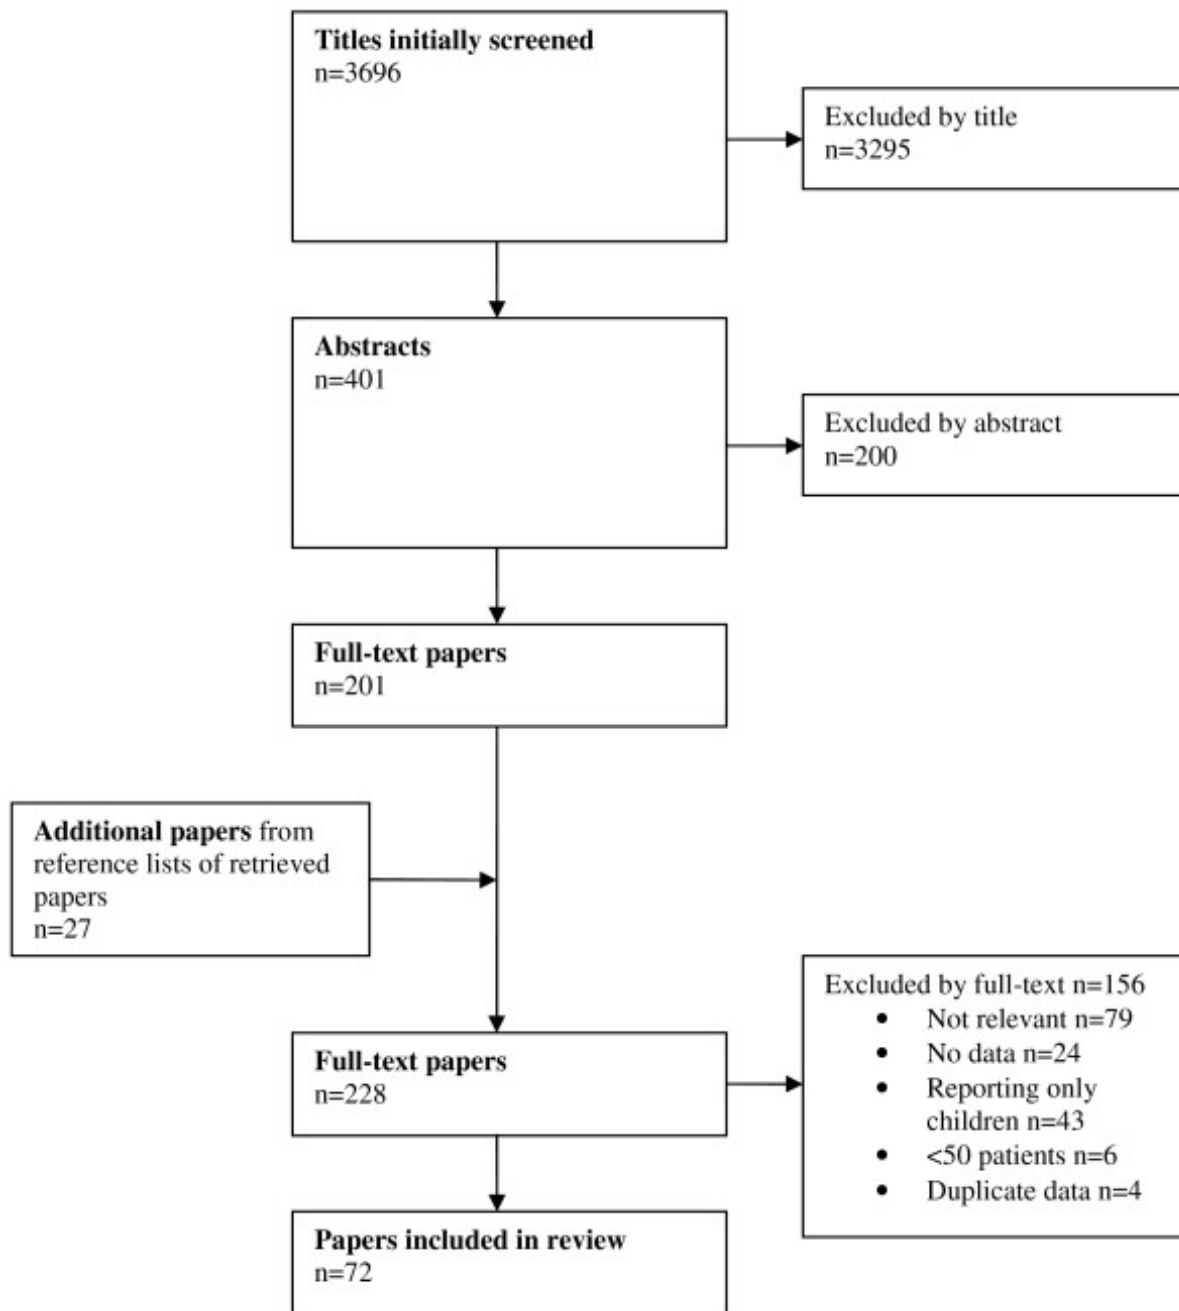 Titles initially screened
n=3696
Excluded by title
n=3295
Abstracts
n=401
Excluded by abstract
n=200
Full-text papers
n=201
Additional papers from
reference lists of retrieved
papers
n=27
Excluded by full-text n=156
• Not relevant n=79
• No data n=24
• Reporting only
children n=43
• <50 patients n=6
• Duplicate data n=4
Full-text papers
n=228
Papers included in review
n=72